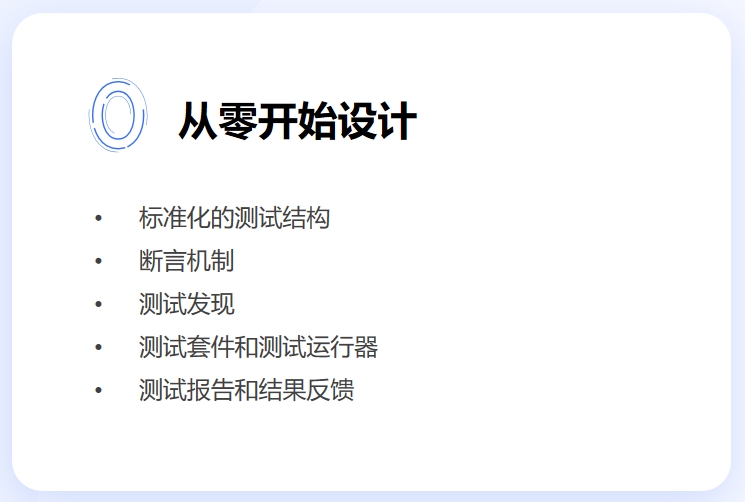 从零开始设计
• 标准化的测试结构
• 断言机制
• 测试发现
• 测试套件和测试运行器
• 测试报告和结果反馈